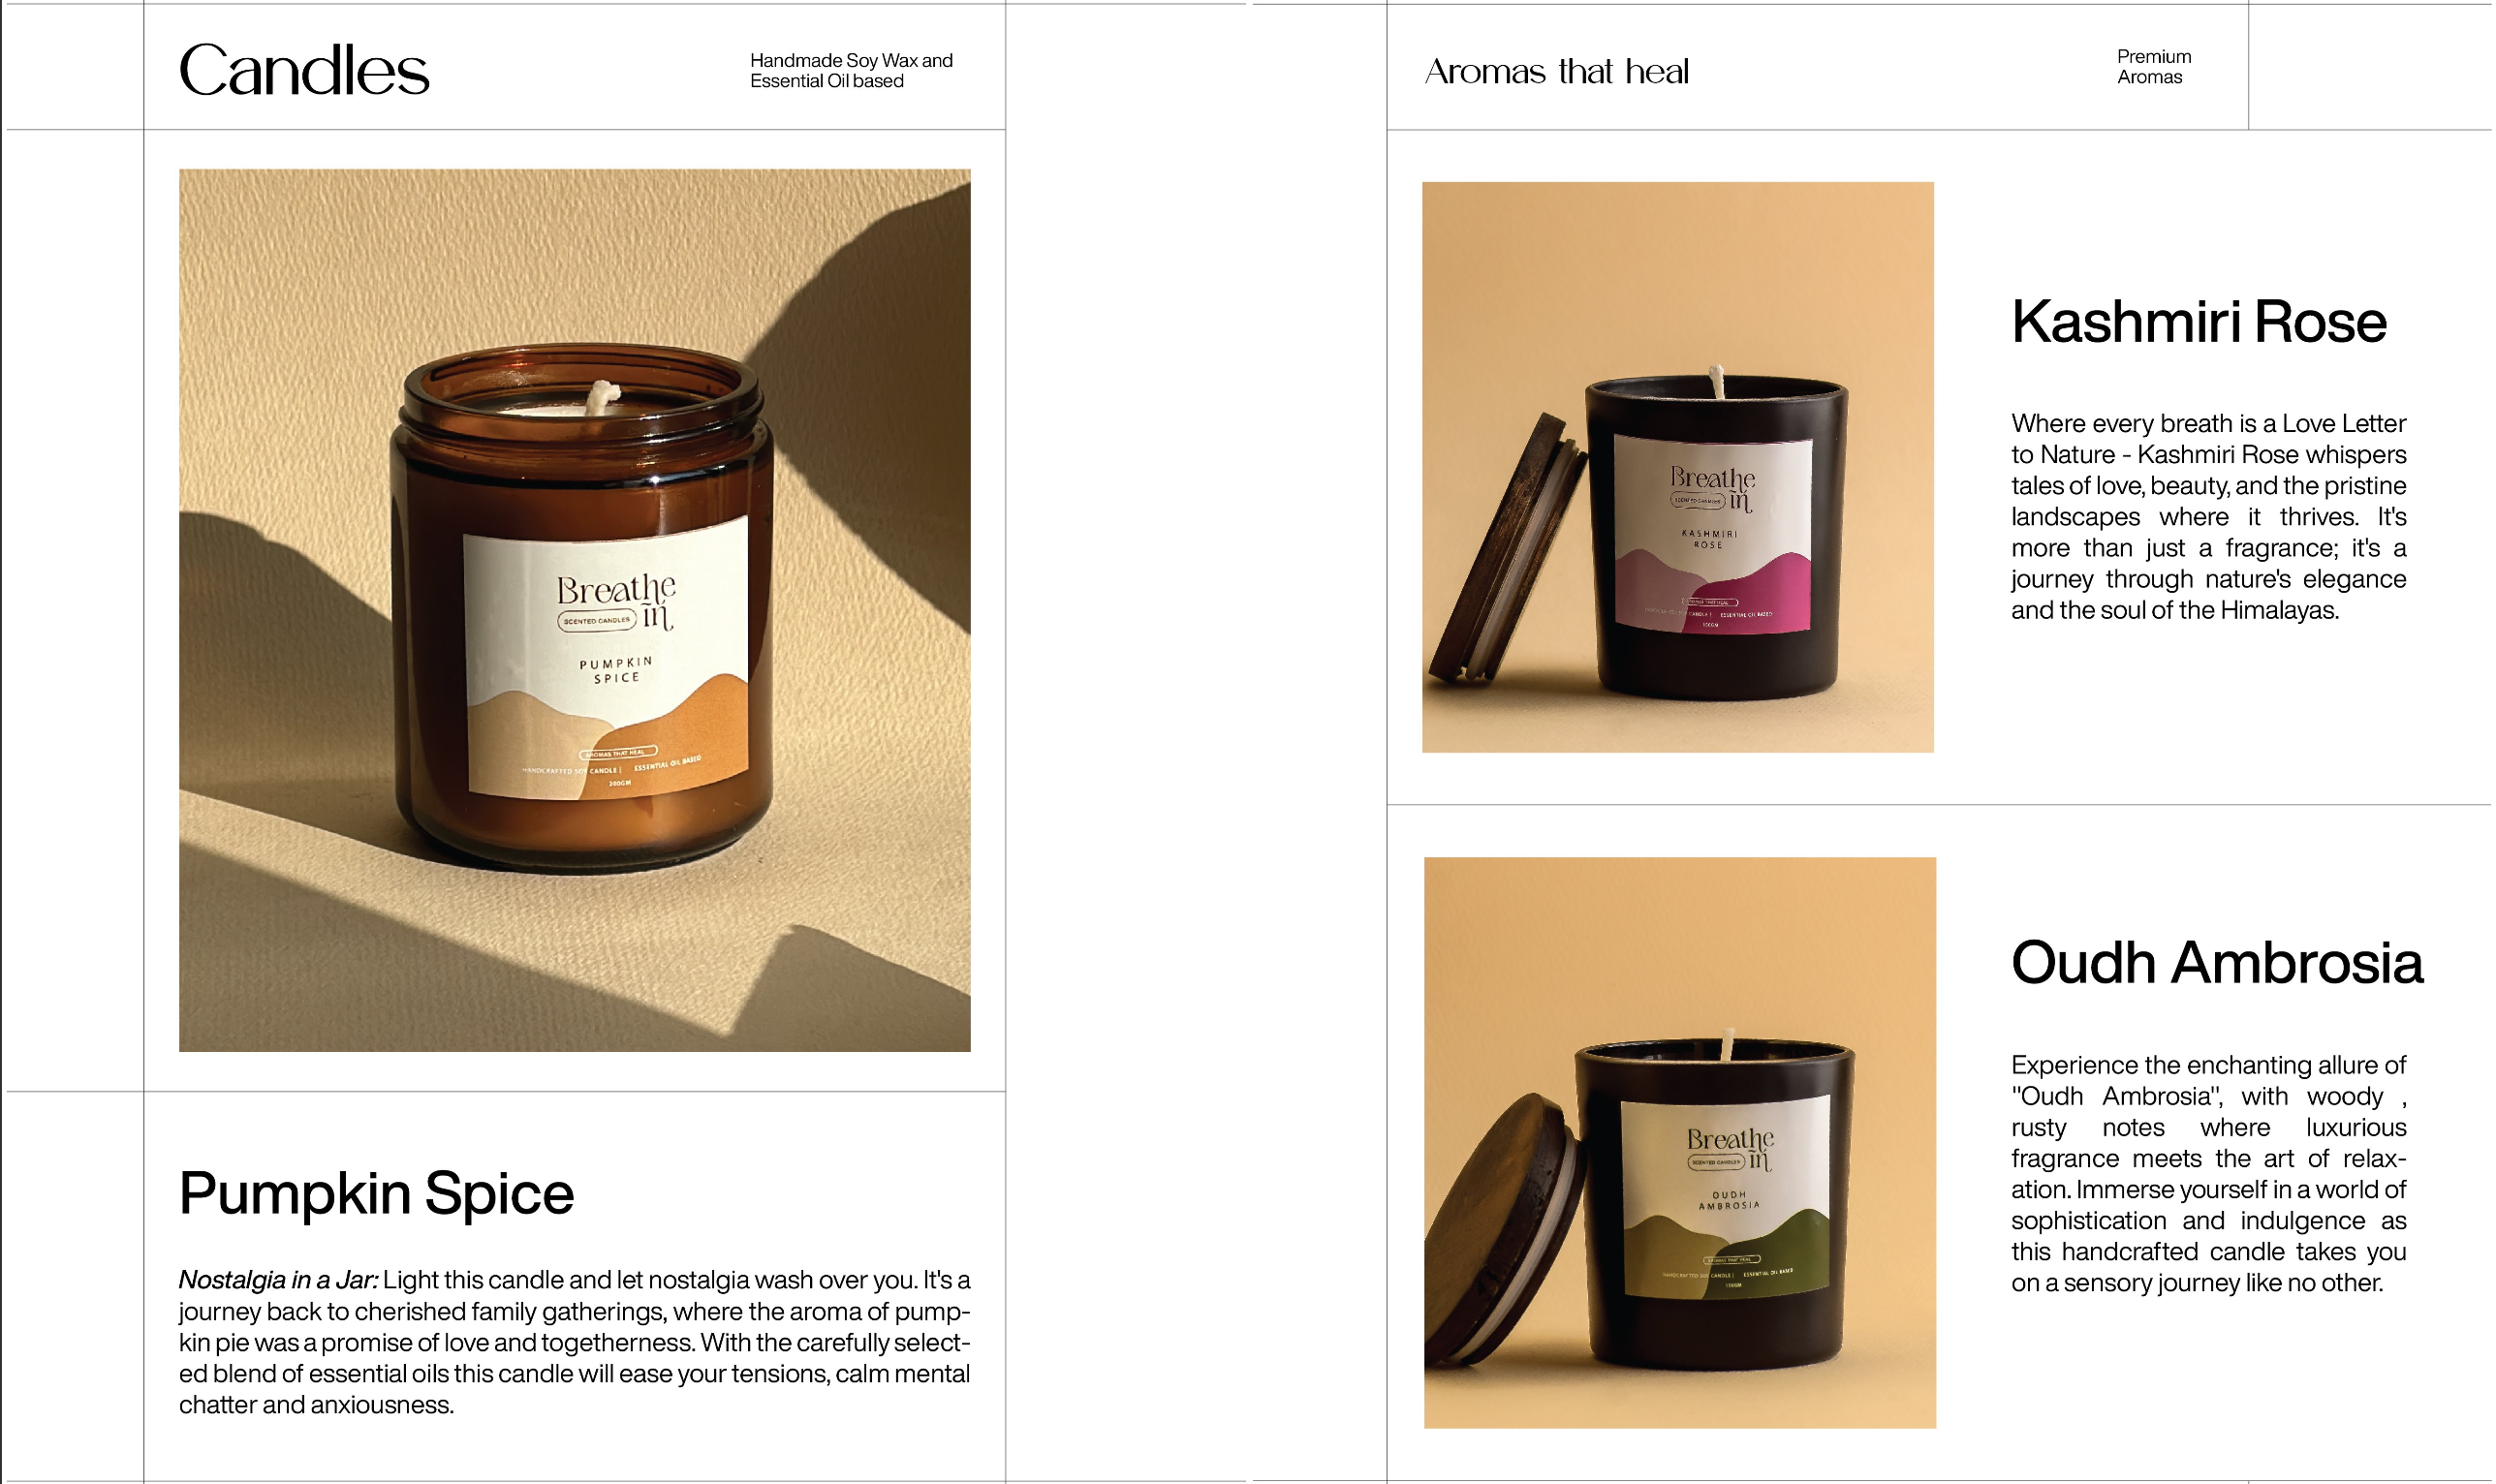 Candles
Handmade Soy Wax and
Essential Oil based
Breathe
in
SCENTED CANDLES
PUMPKIN
SPICE
AROMAS THAT HEAL
HANDCRAFTED SOY CANDLE | ESSENTIAL OIL BASED
200GM
Pumpkin Spice
Nostalgia in a Jar: Light this candle and let nostalgia wash over you. It's a
journey back to cherished family gatherings, where the aroma of pump-
kin pie was a promise of love and togetherness. With the carefully select-
ed blend of essential oils this candle will ease your tensions, calm mental
chatter and anxiousness.
Aromas that heal
Premium
Aromas
Breathe
in
SCENTED CANDLES
KASHMIRI
ROSE
AROMAS THAT HEAL
CANDLE | ESSENTIAL OIL BASED
Kashmiri Rose
Where every breath is a Love Letter
to Nature - Kashmiri Rose whispers
tales of love, beauty, and the pristine
landscapes where it thrives. It's
more than just a fragrance; it's a
journey through nature's elegance
and the soul of the Himalayas.
Breathe
in
SCENTED CANDLES
OUDH
AMBROSIA
AROMAS THAT HEAL
HANDCRAFTED SOY CANDLE | ESSENTIAL OIL BASED
Oudh Ambrosia
Experience the enchanting allure of
"Oudh Ambrosia", with woody ,
rusty notes where luxurious
fragrance meets the art of relax-
ation. Immerse yourself in a world of
sophistication and indulgence as
this handcrafted candle takes you
on a sensory journey like no other.